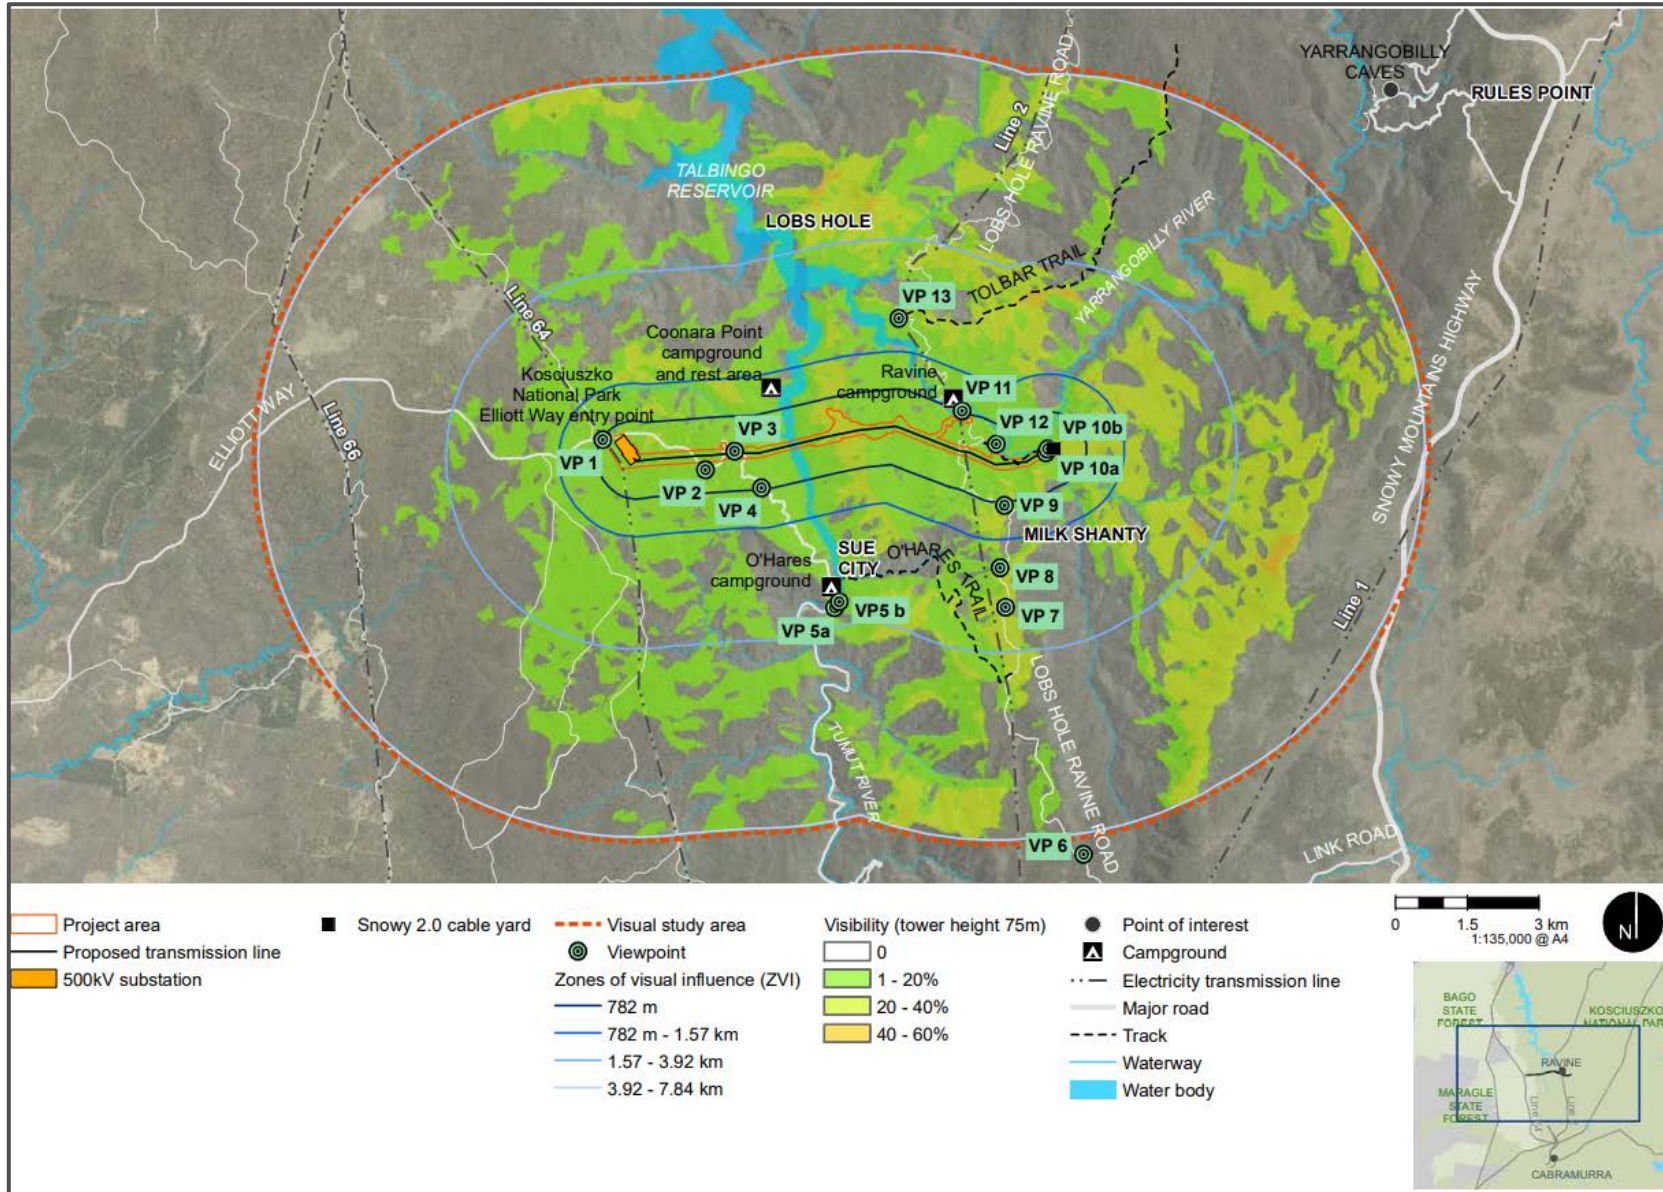 YARRANGOBILLY
CAVES
RULES POINT
Line 2
LOBS HOLE RAVINE ROAD
TALBINGO
RESERVOIR
LOBS HOLE
TOLBAR TRAIL
YARRANGOBILLY RIVER
VP 13
Line 64
Coonara Point
campground
and rest area
Kosciuszko
National Park
Elliott Way entry point
Ravine
campground
VP 11
SNOWY MOUNTAINS HIGHWAY
ELLIOTT WAY
Line 66
VP 3
VP 12
VP 10b
VP 1
VP 10a
VP 2
VP 4
VP 9
MILK SHANTY
SUE
CITY
O'HARES TRAIL
O'Hares
campground
VP 8
VP5 b
VP 7
VP 5a
Line 1
LOBS HOLE RAVINE ROAD
TUMUT RIVER
VP 6
LINK ROAD
Project area
Proposed transmission line
500kV substation
Snowy 2.0 cable yard
Visual study area
Viewpoint
Zones of visual influence (ZVI)
782 m
782 m - 1.57 km
1.57 - 3.92 km
3.92 - 7.84 km
Visibility (tower height 75m)
0
1 - 20%
20 - 40%
40 - 60%
Point of interest
Campground
Electricity transmission line
Major road
Track
Waterway
Water body
0 1.5 3 km
1:135,000 @ A4
N
BAGO
STATE
FOREST
KOSCIUSZKO
NATIONAL PARK
RAVINE
MARAGLE
STATE
FOREST
Line 64
CABRAMURRA